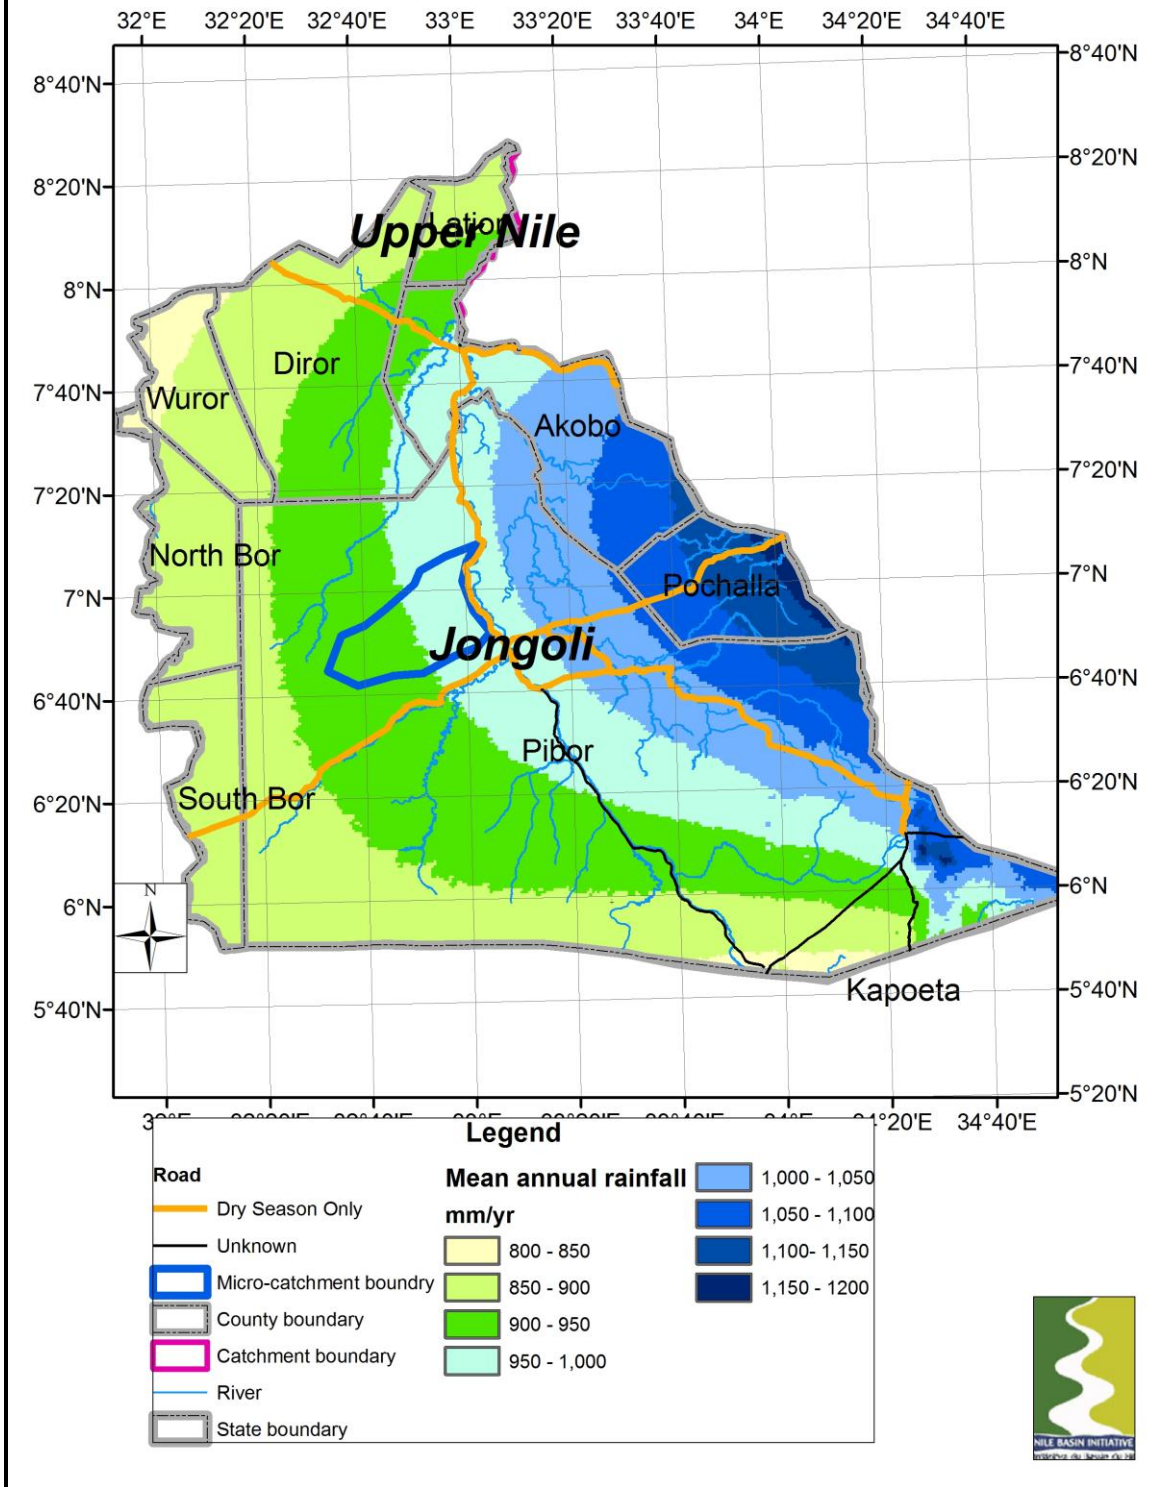 32°E 32°20'E 32°40'E 33°E 33°20'E 33°40'E 34°E 34°20'E 34°40'E
8°40'N
8°40'N
8°20'N
8°20'N
Latjor
Upper Nile
8°N
8°N
Diror
7°40'N
7°40'N
Wuror
Akobo
7°20'N
7°20'N
North Bor
7°N
Pochalla
7°N
Jongoli
6°40'N
6°40'N
Pibor
6°20'N
South Bor
6°20'N
N
6°N
6°N
Kapoeta
5°40'N
5°40'N
5°20'N
34°40'E
Legend
Road
Dry Season Only
Unknown
Micro-catchment boundry
County boundary
Catchment boundary
River
State boundary
Mean annual rainfall
mm/yr
800 - 850
850 - 900
900 - 950
950 - 1,000
1,000 - 1,050
1,050 - 1,100
1,100- 1,150
1,150 - 1200
NILE BASIN INITIATIVE